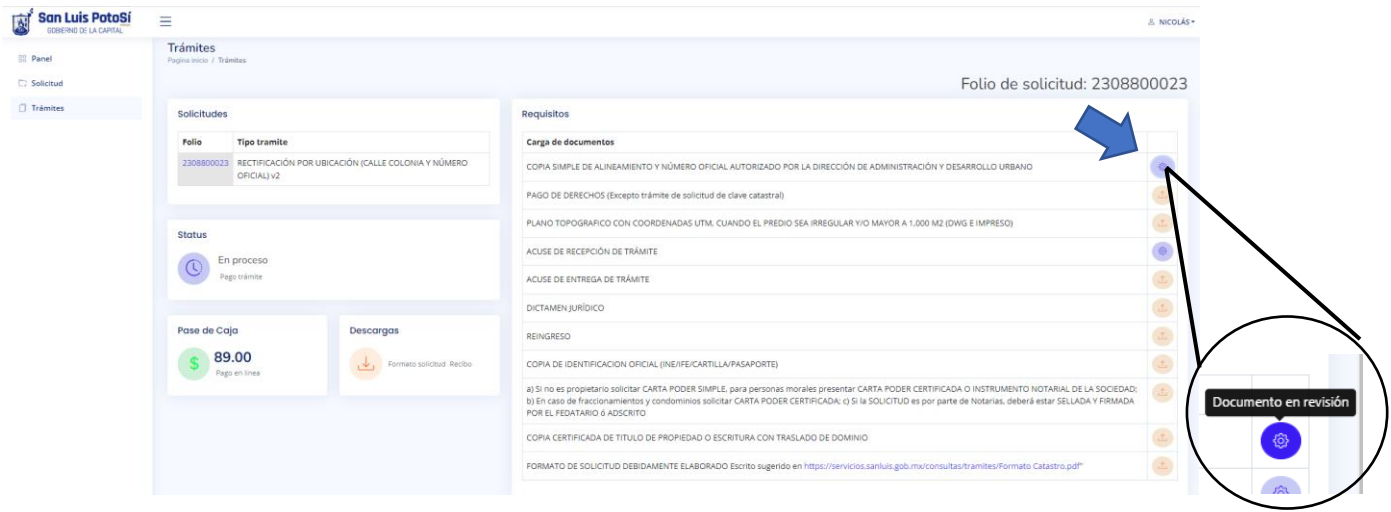 San Luis PotoSí
GOBIERNO DE LA CAPITAL
NICOLÁS
Panel
Solicitud
Trámites
Trámites
Pagina inicio / Trámites
Folio de solicitud: 2308800023
Solicitudes
Folio Tipo tramite
2308800023 RECTIFICACIÓN POR UBICACIÓN (CALLE COLONIA Y NÚMERO
OFICIAL) v2
Status
En proceso
Pago trámite
Pase de Caja
$ 89.00
Pago en linea
Descargas
Formato solicitud Recibo
Requisitos
Carga de documentos
COPIA SIMPLE DE ALINEAMIENTO Y NÚMERO OFICIAL AUTORIZADO POR LA DIRECCIÓN DE ADMINISTRACIÓN Y DESARROLLO URBANO
PAGO DE DERECHOS (Excepto trámite de solicitud de clave catastral)
PLANO TOPOGRAFICO CON COORDENADAS UTM, CUANDO EL PREDIO SEA IRREGULAR Y/O MAYOR A 1,000 M2 (DWG E IMPRESO)
ACUSE DE RECEPCIÓN DE TRÁMITE
ACUSE DE ENTREGA DE TRÁMITE
DICTAMEN JURÍDICO
REINGRESO
COPIA DE IDENTIFICACION OFICIAL (INE/IFE/CARTILLA/PASAPORTE)
a) Si no es propietario solicitar CARTA PODER SIMPLE, para personas morales presentar CARTA PODER CERTIFICADA O INSTRUMENTO NOTARIAL DE LA SOCIEDAD;
b) En caso de fraccionamientos y condominios solicitar CARTA PODER CERTIFICADA; c) Si la SOLICITUD es por parte de Notarias, deberá estar SELLADA Y FIRMADA
POR EL FEDATARIO ó ADSCRITO
COPIA CERTIFICADA DE TITULO DE PROPIEDAD O ESCRITURA CON TRASLADO DE DOMINIO
FORMATO DE SOLICITUD DEBIDAMENTE ELABORADO Escrito sugerido en https://servicios.sanluis.gob.mx/consultas/tramites/Formato Catastro.pdf"
Documento en revisión